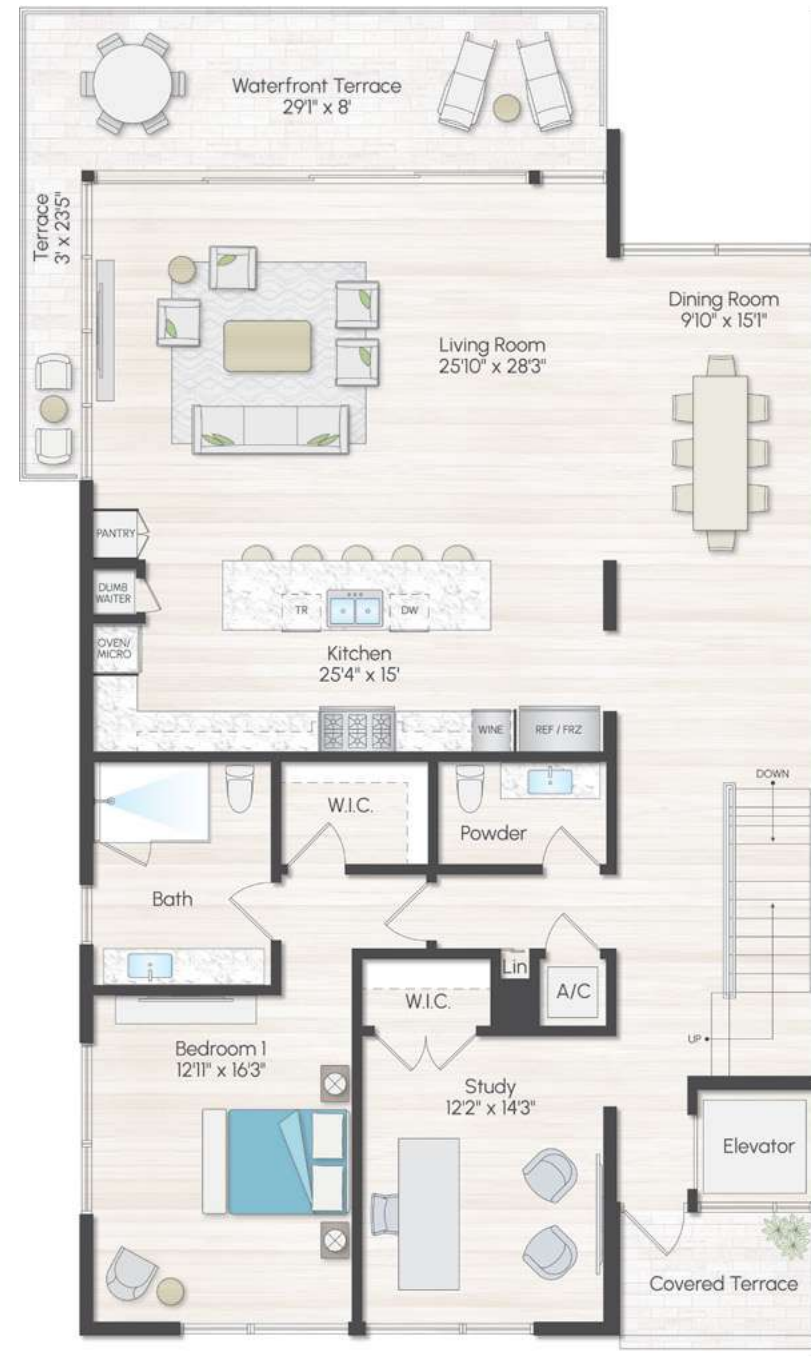 Waterfront Terrace
29'1" x 8'
Terrace
3' x 23'5"
Dining Room
9'10" x 15'1"
Living Room
25'10" x 28'3"
PANTRY
DUMB
WAITER
TR
DW
OVEN/
MICRO
Kitchen
25'4" x 15'
WINE
REF / FRZ
DOWN
W.I.C.
Powder
Bath
Lin
A/C
W.I.C.
UP
Bedroom 1
12'11" x 16'3"
Study
12'2" x 14'3"
Elevator
Covered Terrace